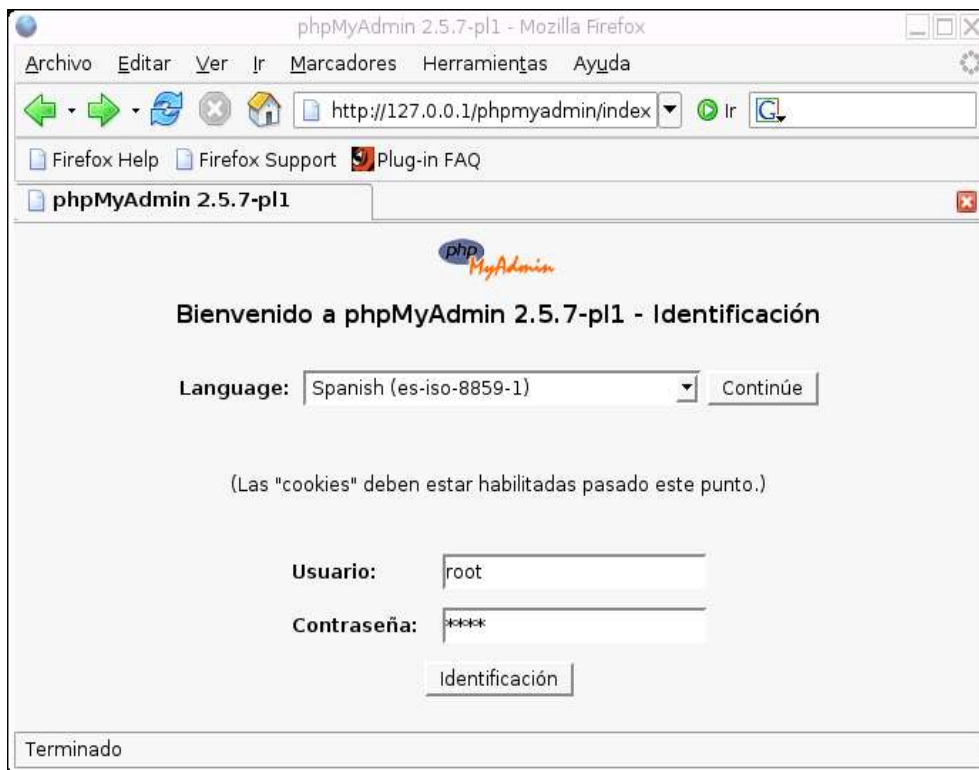 phpMyAdmin 2.5.7-pl1 - Mozilla Firefox
Archivo Editar Ver Ir Marcadores Herramientas Ayuda
http://127.0.0.1/phpmyadmin/index Ir G
Firefox Help Firefox Support Plug-in FAQ
phpMyAdmin 2.5.7-pl1
php
MyAdmin
Bienvenido a phpMyAdmin 2.5.7-pl1 - Identificación
Language: Spanish (es-iso-8859-1) Continúe
(Las "cookies" deben estar habilitadas pasado este punto.)
Usuario: root
Contraseña: ****
Identificación
Terminado